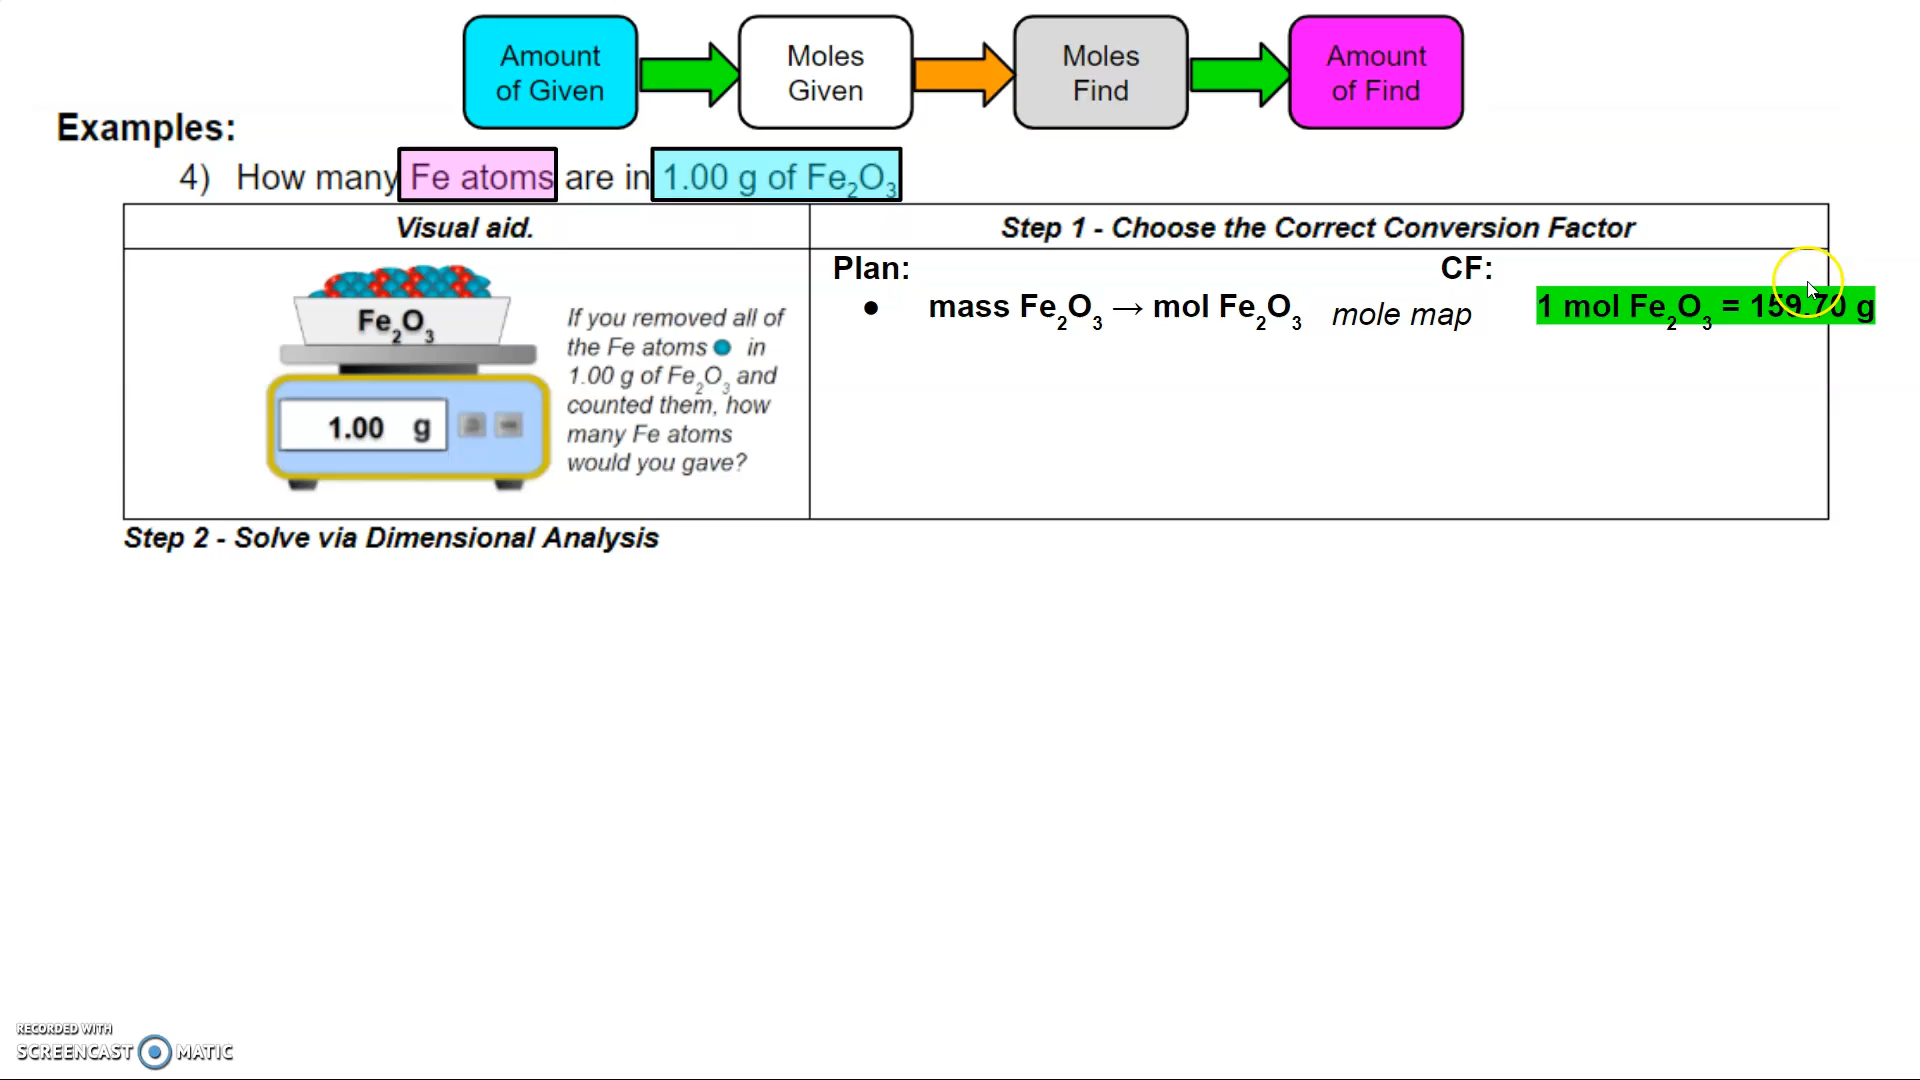 Amount of Given
Moles Given
Moles Find
Amount of Find
Examples:
4) How many Fe atoms are in 1.00 g of Fe₂O₃
Visual aid.
Step 1 - Choose the Correct Conversion Factor
Fe₂O₃
1.00 g
If you removed all of
the Fe atoms in
1.00 g of Fe₂O₃ and
counted them, how
many Fe atoms
would you gave?
Plan:
CF:
● mass Fe₂O₃ → mol Fe₂O₃ mole map 1 mol Fe₂O₃ = 159.70 g
Step 2 - Solve via Dimensional Analysis
RECORDED WITH
SCREENCAST MATIC